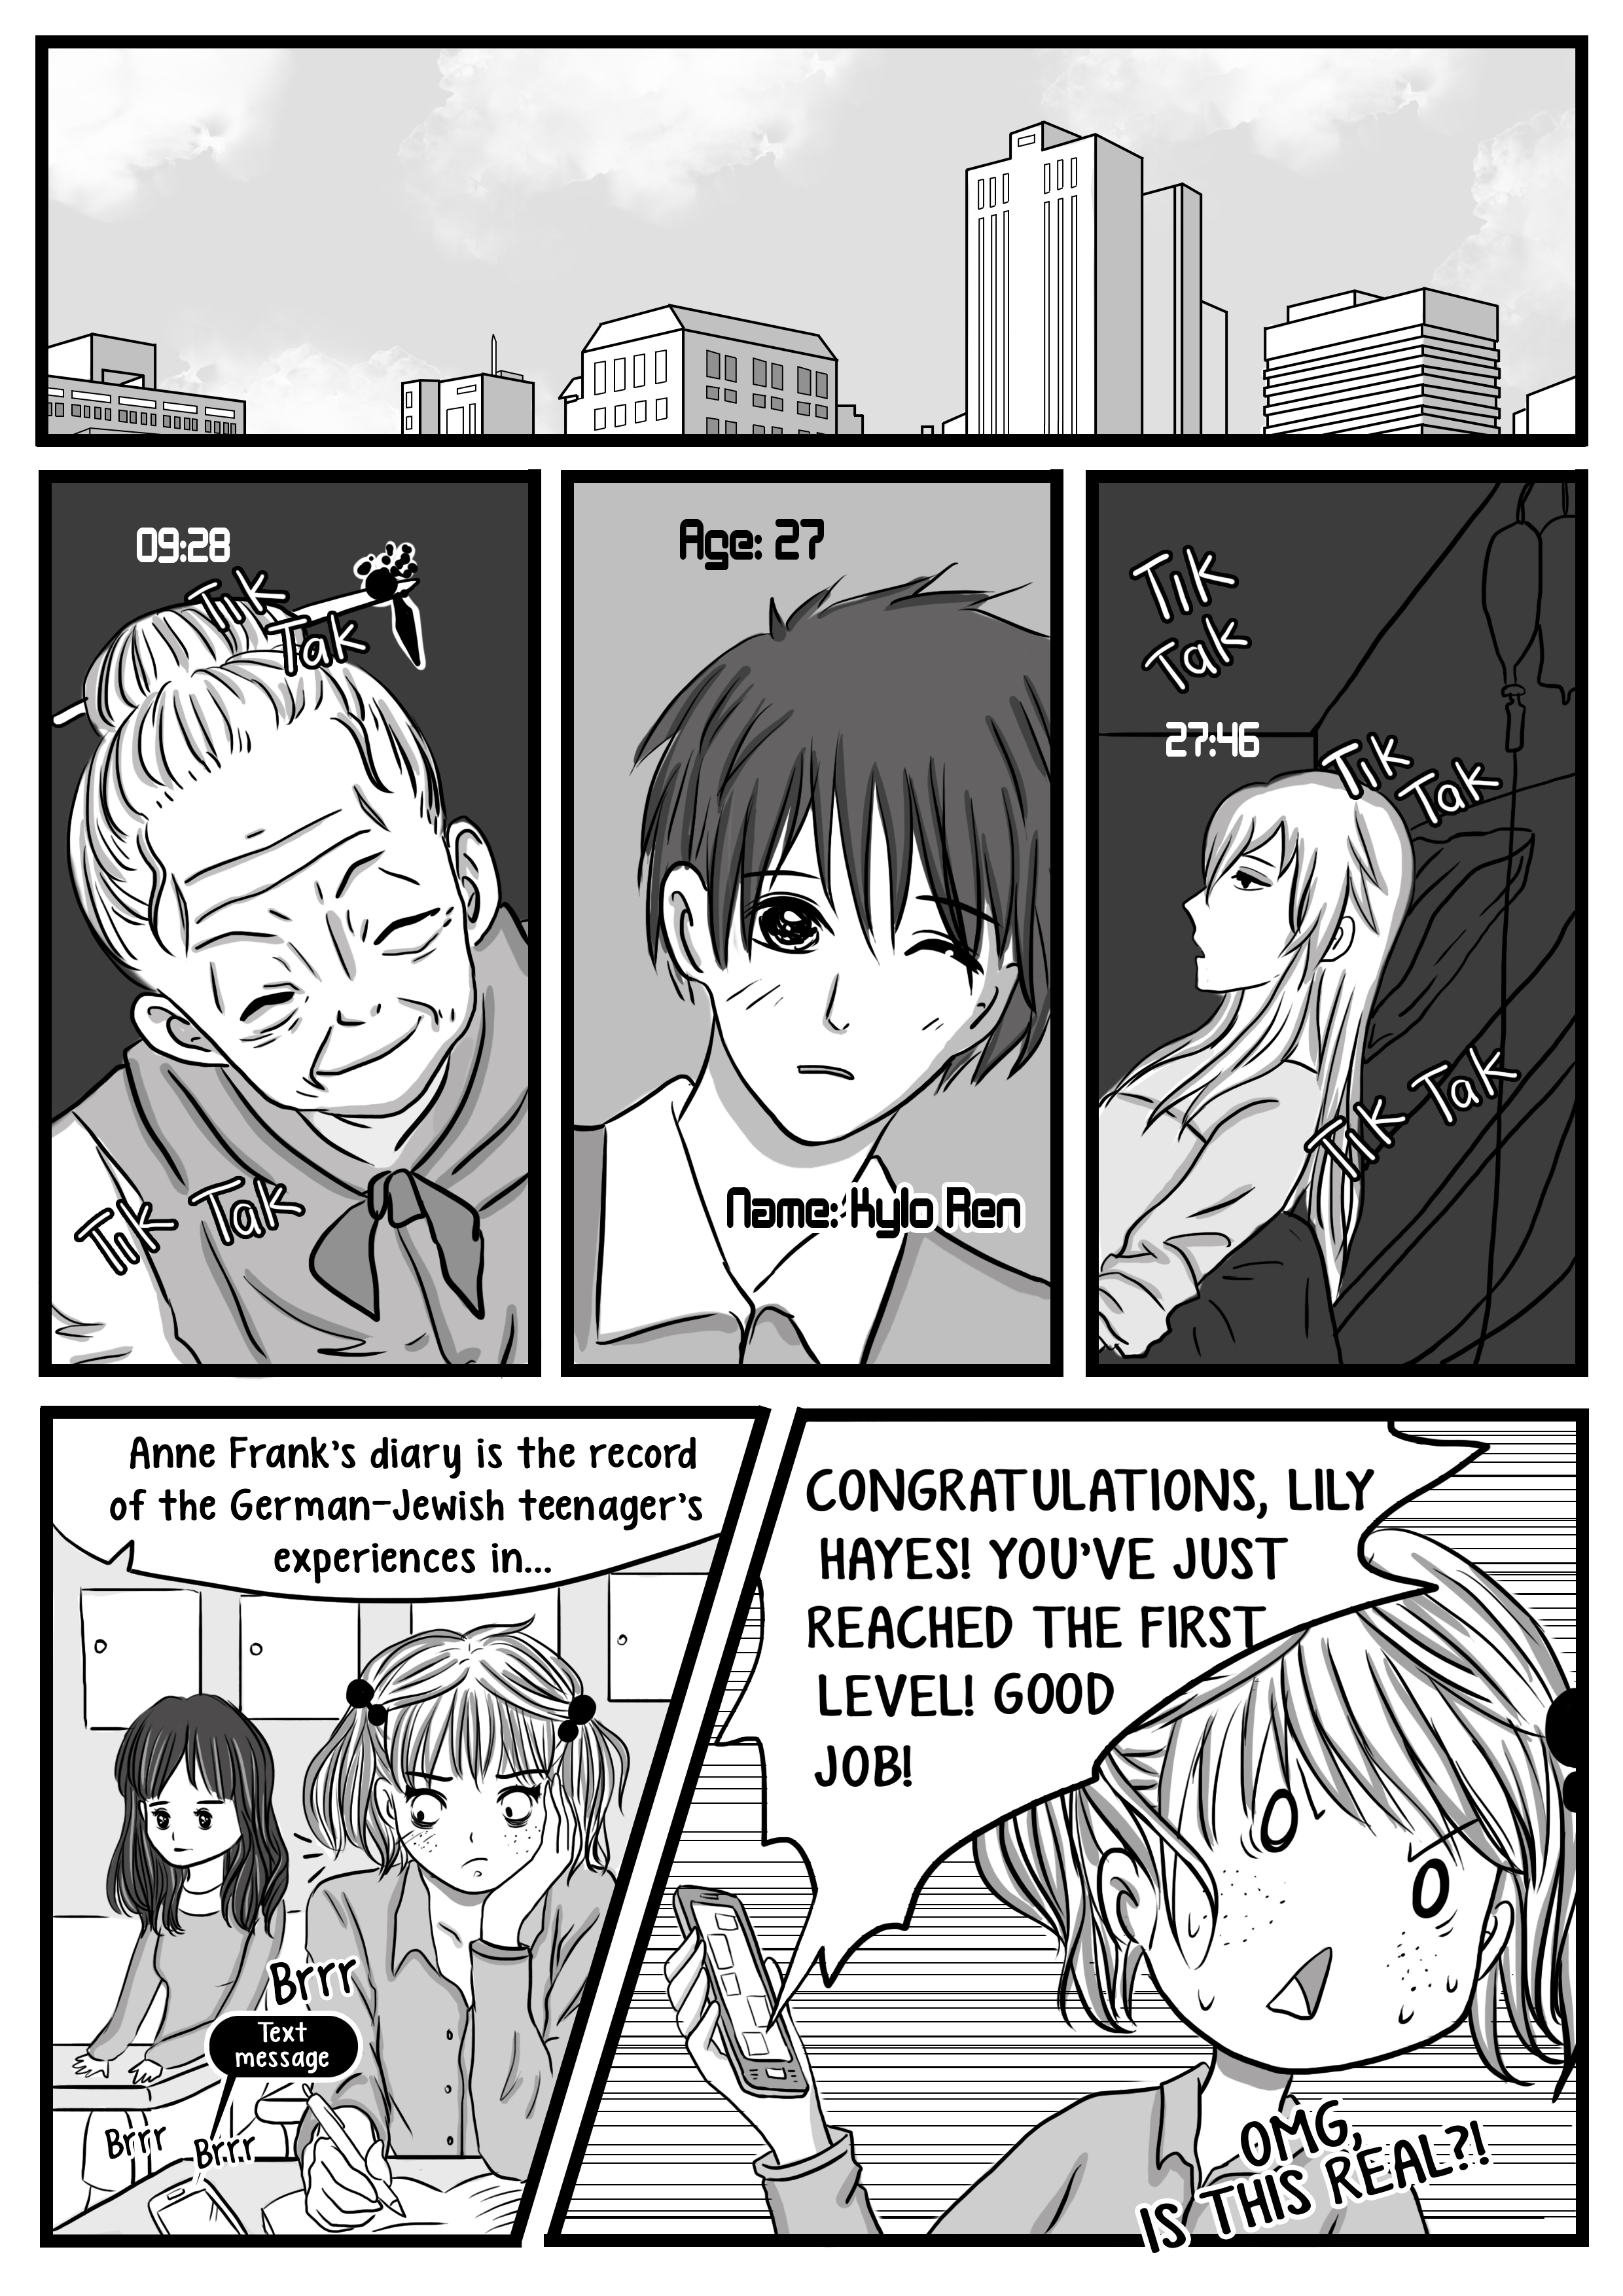 09:28
Tik
Tak
Tik Tak
Age: 27
Name: Kylo Ren
Tik
Tak
27:46
Tik
Tak
Tik Tak
Anne Frank's diary is the record
of the German-Jewish teenager's
experiences in...
Brrr
Text
message
Brrr
Brrr
CONGRATULATIONS, LILY
HAYES! YOU'VE JUST
REACHED THE FIRST
LEVEL! GOOD
JOB!
OMG,
IS THIS REAL?!